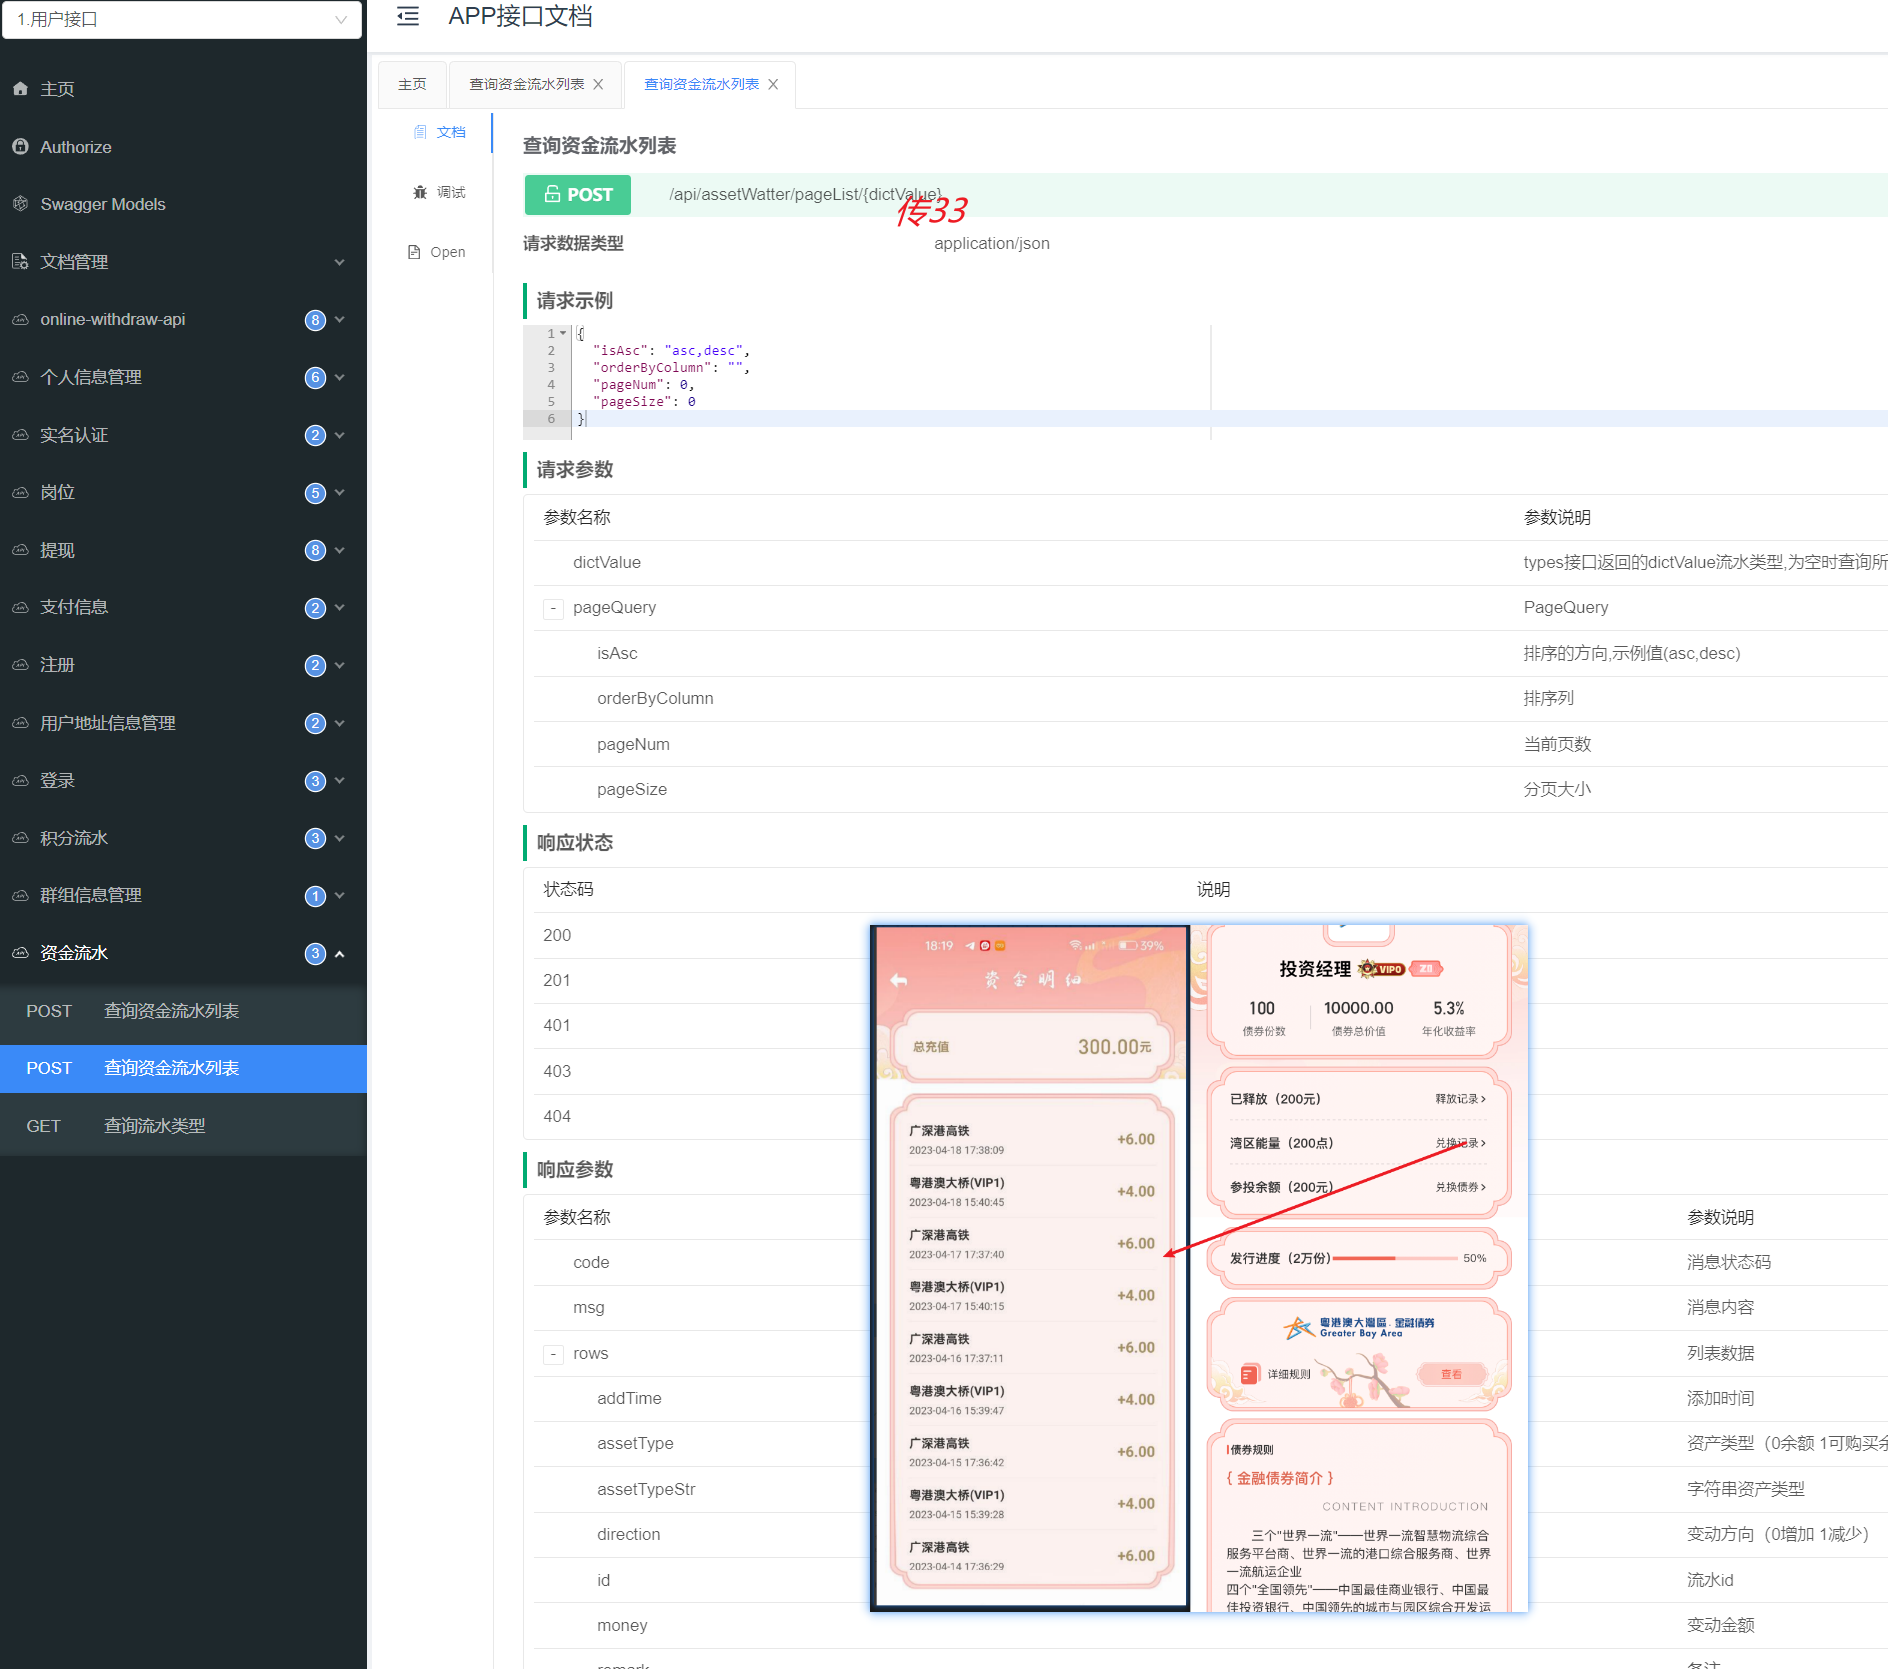 1.用户接口
APP接口文档
主页
查询资金流水列表
查询资金流水列表
主页
Authorize
Swagger Models
文档管理
online-withdraw-api 8
个人信息管理 6
实名认证 2
岗位 5
提现 8
支付信息 2
注册 2
用户地址信息管理 2
登录 3
积分流水 3
群组信息管理 1
资金流水 3
POST 查询资金流水列表
POST 查询资金流水列表
GET 查询流水类型
文档
调试
Open
查询资金流水列表
POST /api/assetWatter/pageList/{dictValue}
传33
请求数据类型 application/json
请求示例
1 {
2 "isAsc": "asc,desc",
3 "orderByColumn": "",
4 "pageNum": 0,
5 "pageSize": 0
6 }
请求参数
参数名称 参数说明
dictValue types接口返回的dictValue流水类型,为空时查询所
- pageQuery PageQuery
isAsc 排序的方向,示例值(asc,desc)
orderByColumn 排序列
pageNum 当前页数
pageSize 分页大小
响应状态
状态码 说明
200
201
401
403
404
响应参数
参数名称 参数说明
code 消息状态码
msg 消息内容
- rows 列表数据
addTime 添加时间
assetType 资产类型（0余额 1可购买余
assetTypeStr 字符串资产类型
direction 变动方向（0增加 1减少）
id 流水id
money 变动金额
remark 备注
18:19 39%
资金明细
总充值 300.00元
广深港高铁 +6.00
2023-04-18 17:38:09
粤港澳大桥(VIP1) +4.00
2023-04-18 15:40:45
广深港高铁 +6.00
2023-04-17 17:37:40
粤港澳大桥(VIP1) +4.00
2023-04-17 15:40:15
广深港高铁 +6.00
2023-04-16 17:37:11
粤港澳大桥(VIP1) +4.00
2023-04-16 15:39:47
广深港高铁 +6.00
2023-04-15 17:36:42
粤港澳大桥(VIP1) +4.00
2023-04-15 15:39:28
广深港高铁 +6.00
2023-04-14 17:36:29
投资经理 VIP0
100 10000.00 5.3%
债券份数 债券总价值 年化收益率
已释放（200元） 释放记录
湾区能量（200点） 兑换记录
参投余额（200元） 兑换债券
发行进度（2万份） 50%
粤港澳大灣區.金融债券
Greater Bay Area
详细规则 查看
债券规则
{ 金融债券简介 }
CONTENT INTRODUCTION
三个"世界一流"——世界一流智慧物流综合
服务平台商、世界一流的港口综合服务商、世界
一流航运企业
四个"全国领先"——中国最佳商业银行、中国最
佳投资银行、中国领先的城市与园区综合开发运